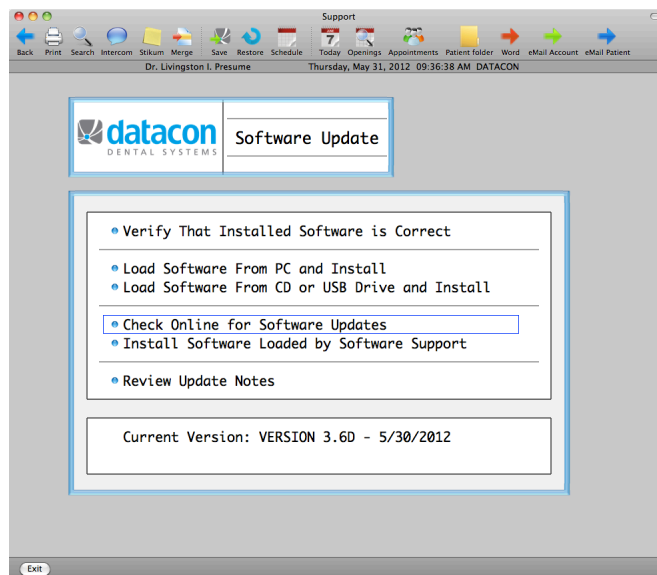 Support
Back Print Search Intercom Stikum Merge Save Restore Schedule Today Openings Appointments Patient folder Word eMail Account eMail Patient
7
Dr. Livingston I. Presume Thursday, May 31, 2012 09:36:38 AM DATACON
datacon
DENTAL SYSTEMS
Software Update
Verify That Installed Software is Correct
Load Software From PC and Install
Load Software From CD or USB Drive and Install
Check Online for Software Updates
Install Software Loaded by Software Support
Review Update Notes
Current Version: VERSION 3.6D - 5/30/2012
Exit